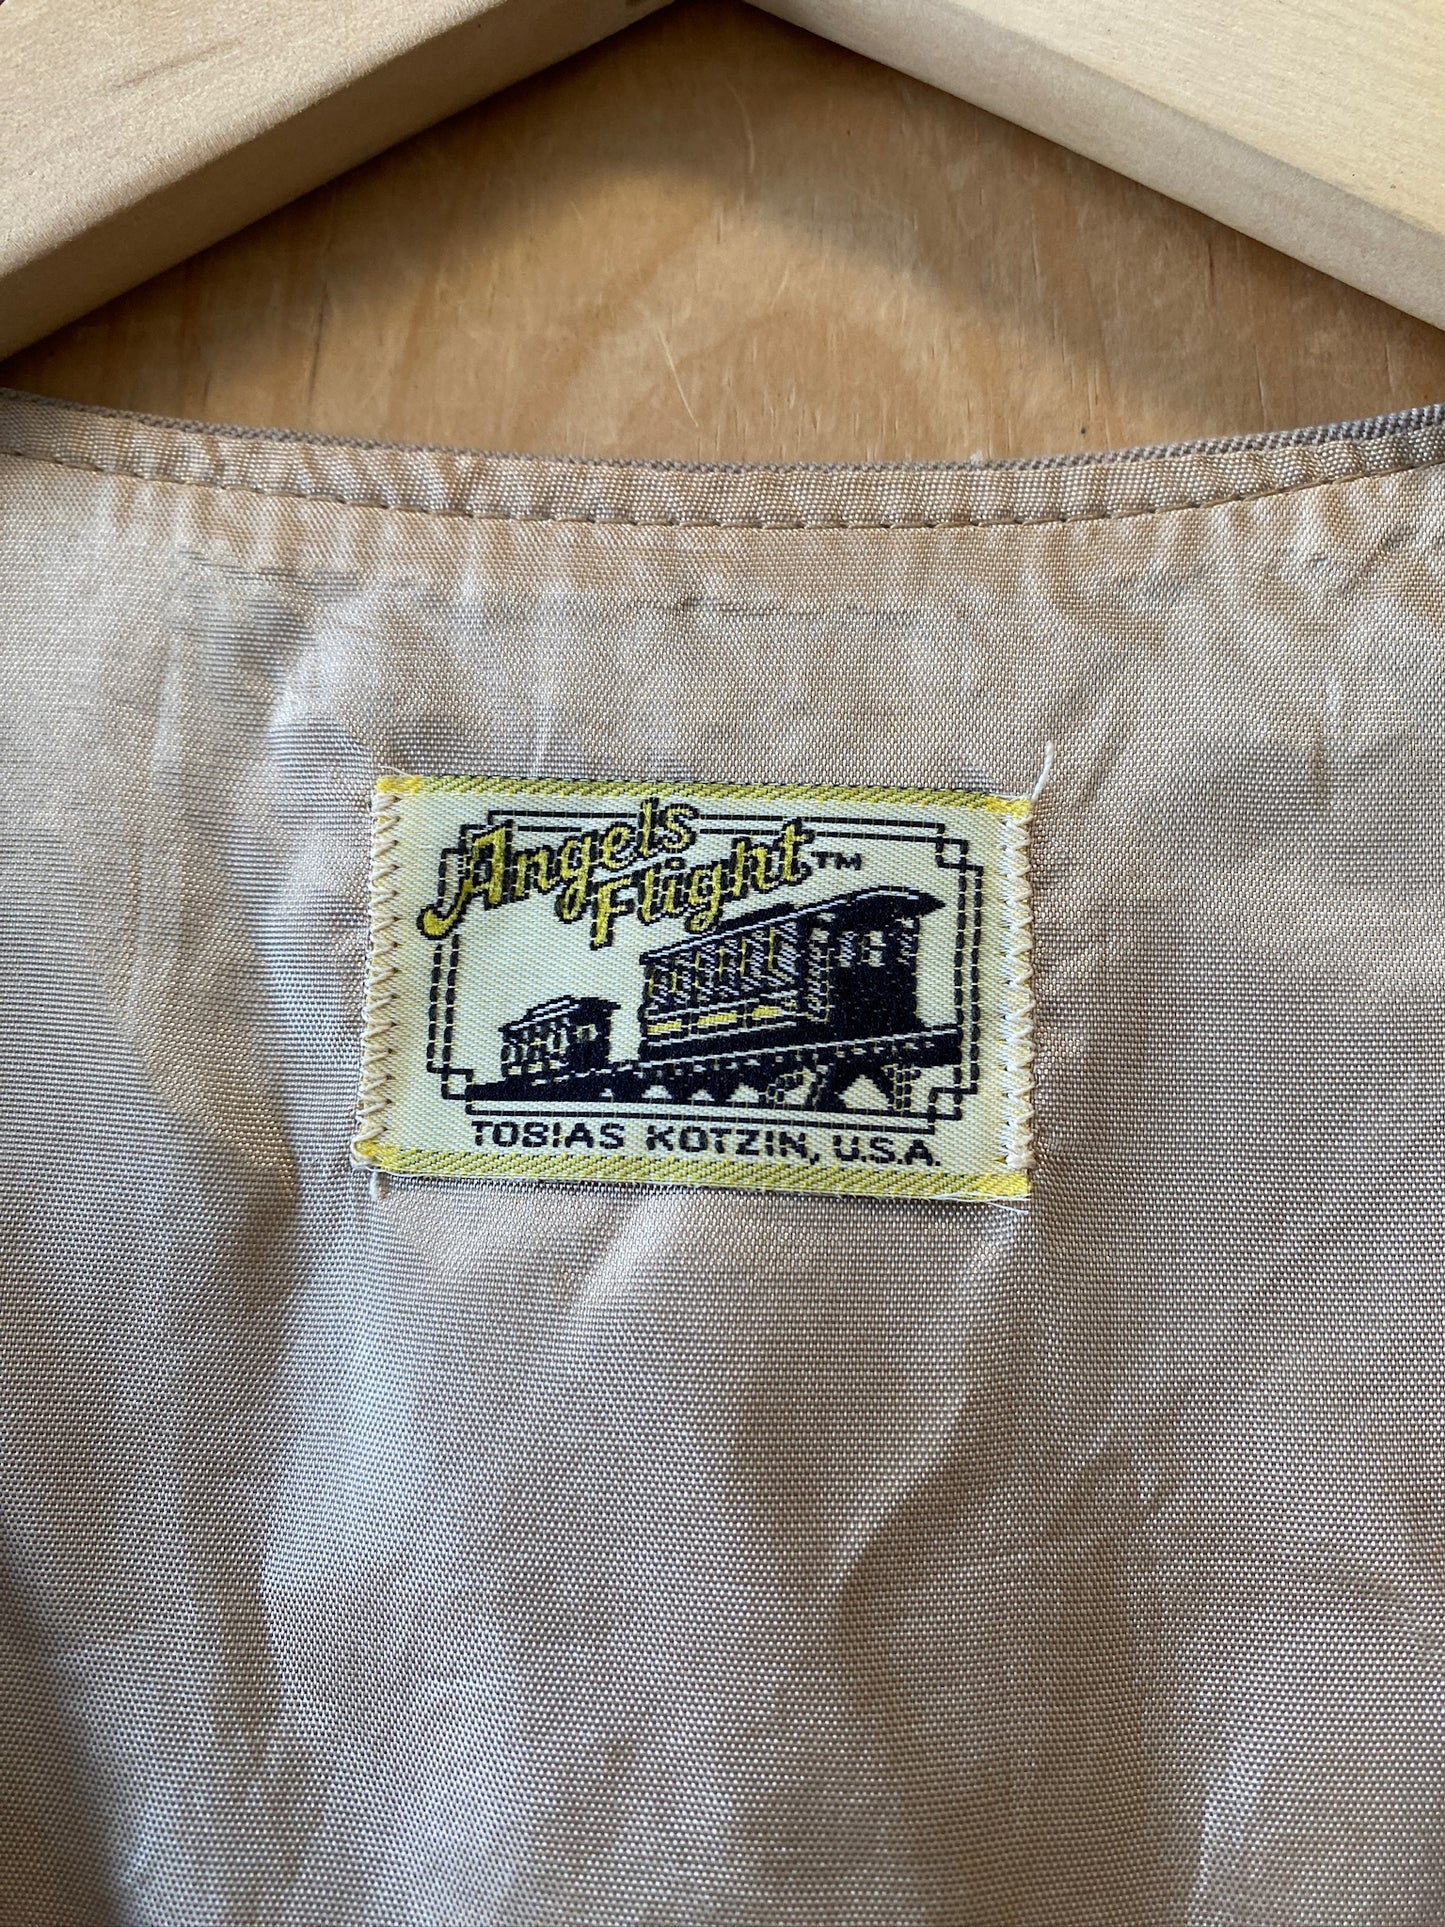 Angels
Flight™
TOBIAS KOTZIN, U.S.A.